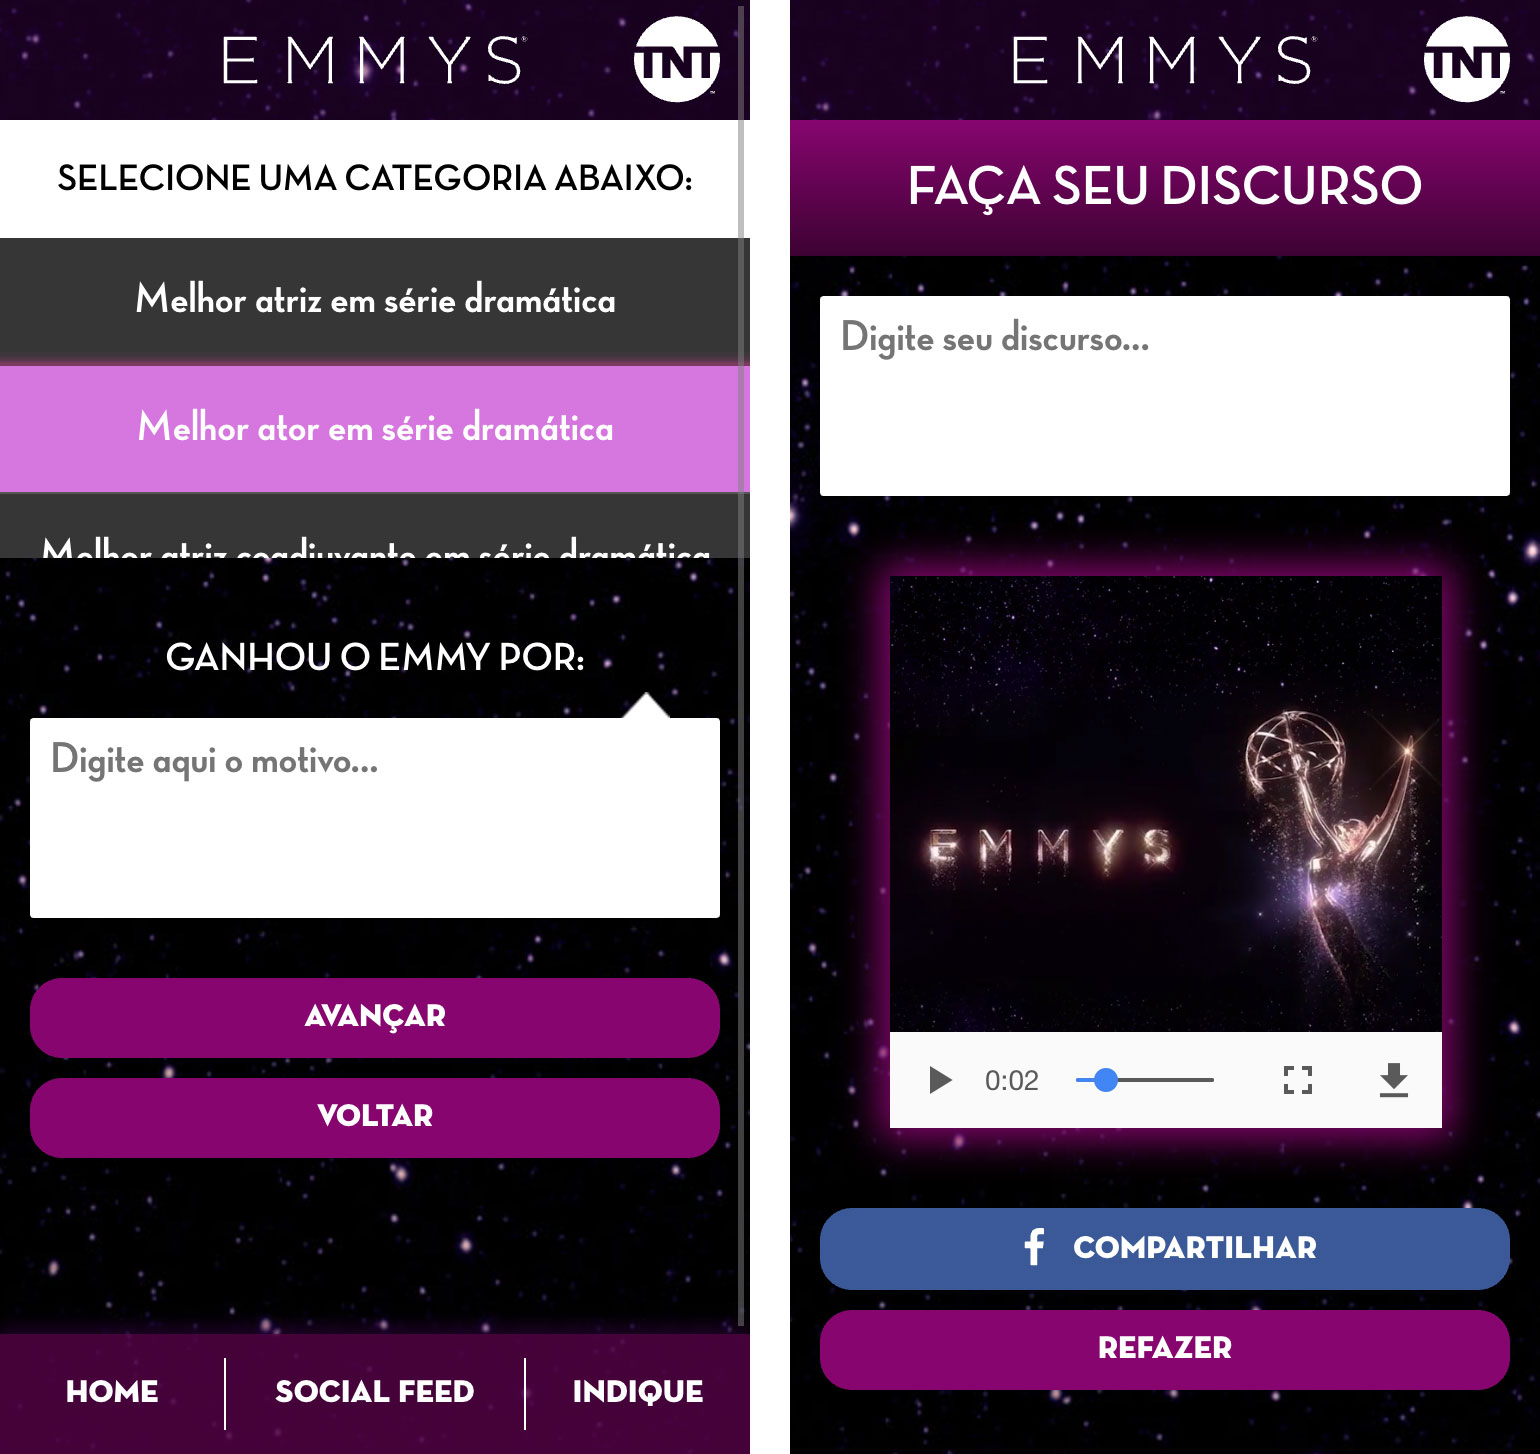 EMMYS®
TNT™
SELECIONE UMA CATEGORIA ABAIXO:
Melhor atriz em série dramática
Melhor ator em série dramática
Melhor atriz coadjuvante em série dramática
GANHOU O EMMY POR:
Digite aqui o motivo...
AVANÇAR
VOLTAR
HOME
SOCIAL FEED
INDIQUE
EMMYS®
TNT™
FAÇA SEU DISCURSO
Digite seu discurso...
EMMYS
0:02
COMPARTILHAR
REFAZER